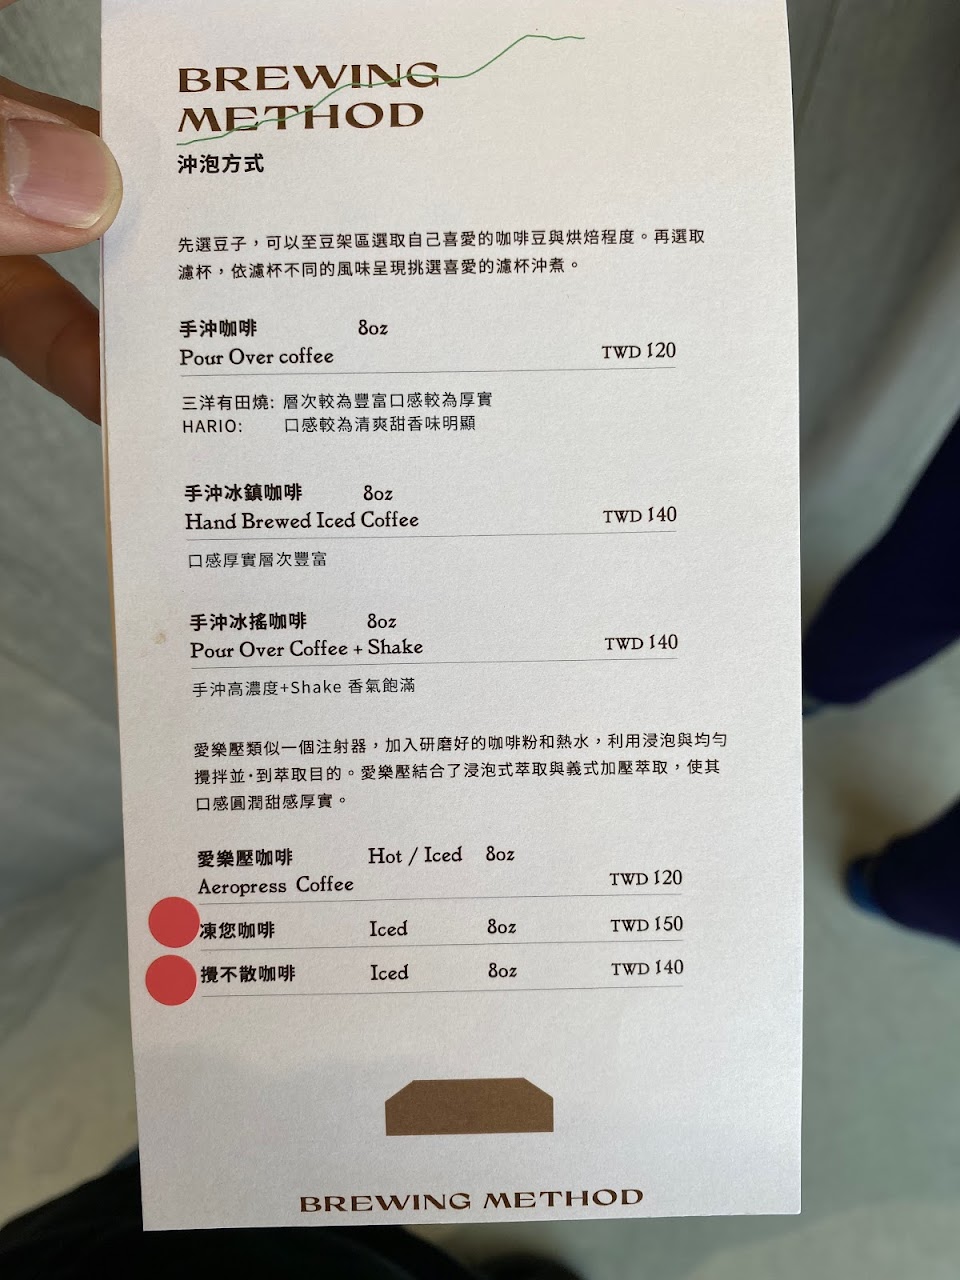 BREWING
METHOD
沖泡方式
先選豆子，可以至豆架區選取自己喜愛的咖啡豆與烘焙程度。再選取
濾杯，依濾杯不同的風味呈現挑選喜愛的濾杯沖煮。
手沖咖啡 8oz
Pour Over coffee TWD 120
三洋有田燒: 層次較為豐富口感較為厚實
HARIO: 口感較為清爽甜香味明顯
手沖冰鎮咖啡 8oz
Hand Brewed Iced Coffee TWD 140
口感厚實層次豐富
手沖冰搖咖啡 8oz
Pour Over Coffee + Shake TWD 140
手沖高濃度+Shake 香氣飽滿
愛樂壓類似一個注射器，加入研磨好的咖啡粉和熱水，利用浸泡與均勻
攪拌並·到萃取目的。愛樂壓結合了浸泡式萃取與義式加壓萃取，使其
口感圓潤甜感厚實。
愛樂壓咖啡 Hot / Iced 8oz
Aeropress Coffee TWD 120
凍您咖啡 Iced 8oz TWD 150
攪不散咖啡 Iced 8oz TWD 140
BREWING METHOD